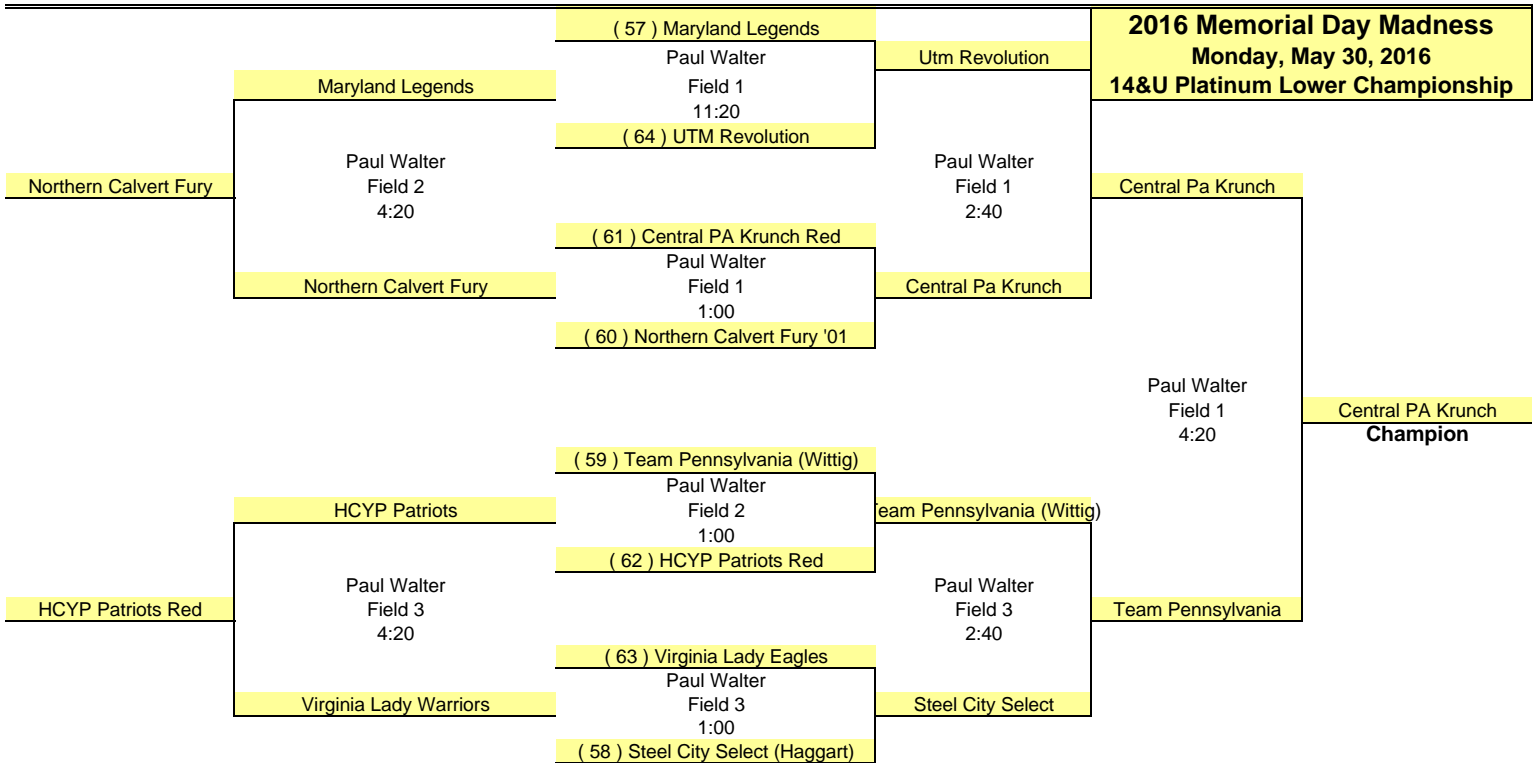 ( 57 ) Maryland Legends
2016 Memorial Day Madness
Monday, May 30, 2016
14&U Platinum Lower Championship
Paul Walter
Field 1
11:20
Utm Revolution
Maryland Legends
( 64 ) UTM Revolution
Paul Walter
Field 2
4:20
Paul Walter
Field 1
2:40
Northern Calvert Fury
Central Pa Krunch
( 61 ) Central PA Krunch Red
Paul Walter
Field 1
1:00
Northern Calvert Fury
Central Pa Krunch
( 60 ) Northern Calvert Fury '01
Paul Walter
Field 1
4:20
Central PA Krunch
Champion
( 59 ) Team Pennsylvania (Wittig)
Paul Walter
Field 2
1:00
HCYP Patriots
Team Pennsylvania (Wittig)
( 62 ) HCYP Patriots Red
Paul Walter
Field 3
4:20
Paul Walter
Field 3
2:40
HCYP Patriots Red
Team Pennsylvania
( 63 ) Virginia Lady Eagles
Paul Walter
Field 3
1:00
Virginia Lady Warriors
Steel City Select
( 58 ) Steel City Select (Haggart)